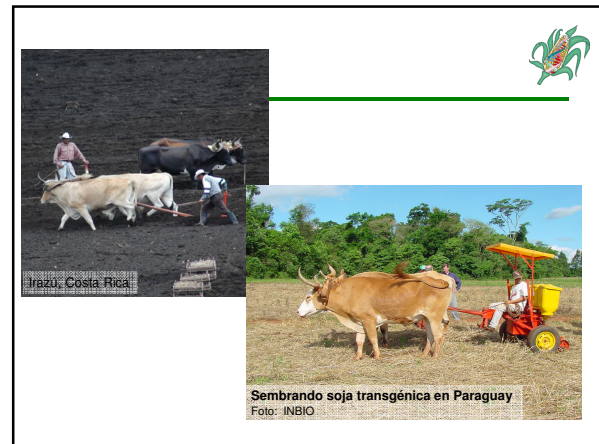 Irazú, Costa Rica
Sembrando soja transgénica en Paraguay
Foto: INBIO